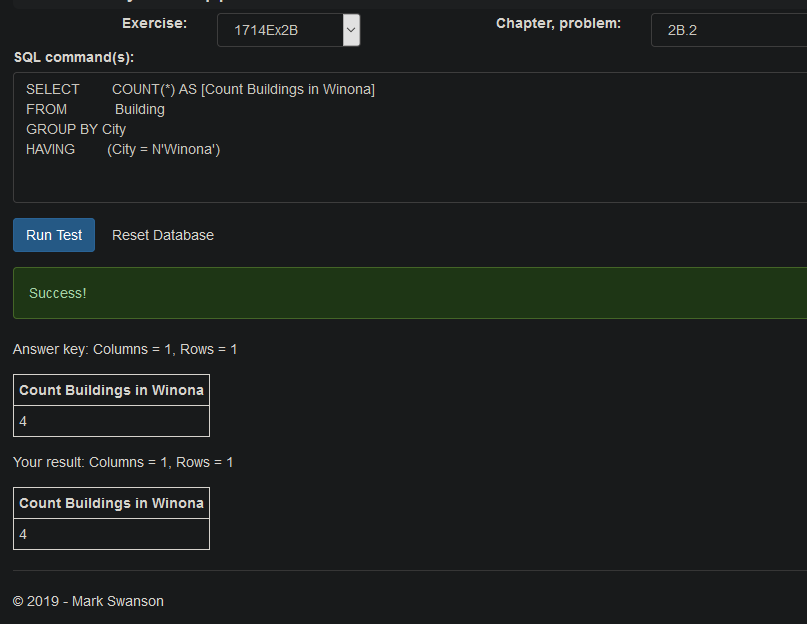 Exercise: 1714Ex2B Chapter, problem: 2B.2
SQL command(s):
SELECT COUNT(*) AS [Count Buildings in Winona]
FROM Building
GROUP BY City
HAVING (City = N'Winona')
Run Test Reset Database
Success!
Answer key: Columns = 1, Rows = 1
Count Buildings in Winona
4
Your result: Columns = 1, Rows = 1
Count Buildings in Winona
4
© 2019 - Mark Swanson